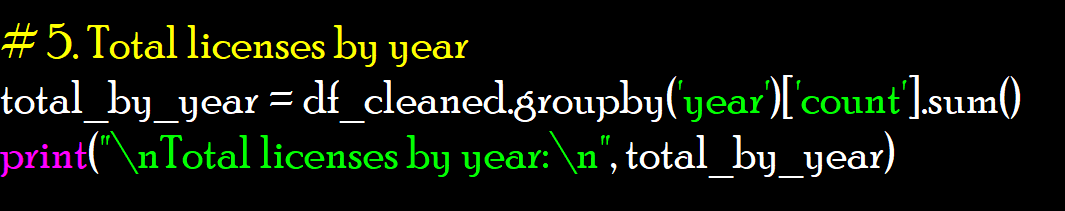 # 5. Total licenses by year
total_by_year = df_cleaned.groupby('year')['count'].sum()
print("\nTotal licenses by year:\n", total_by_year)